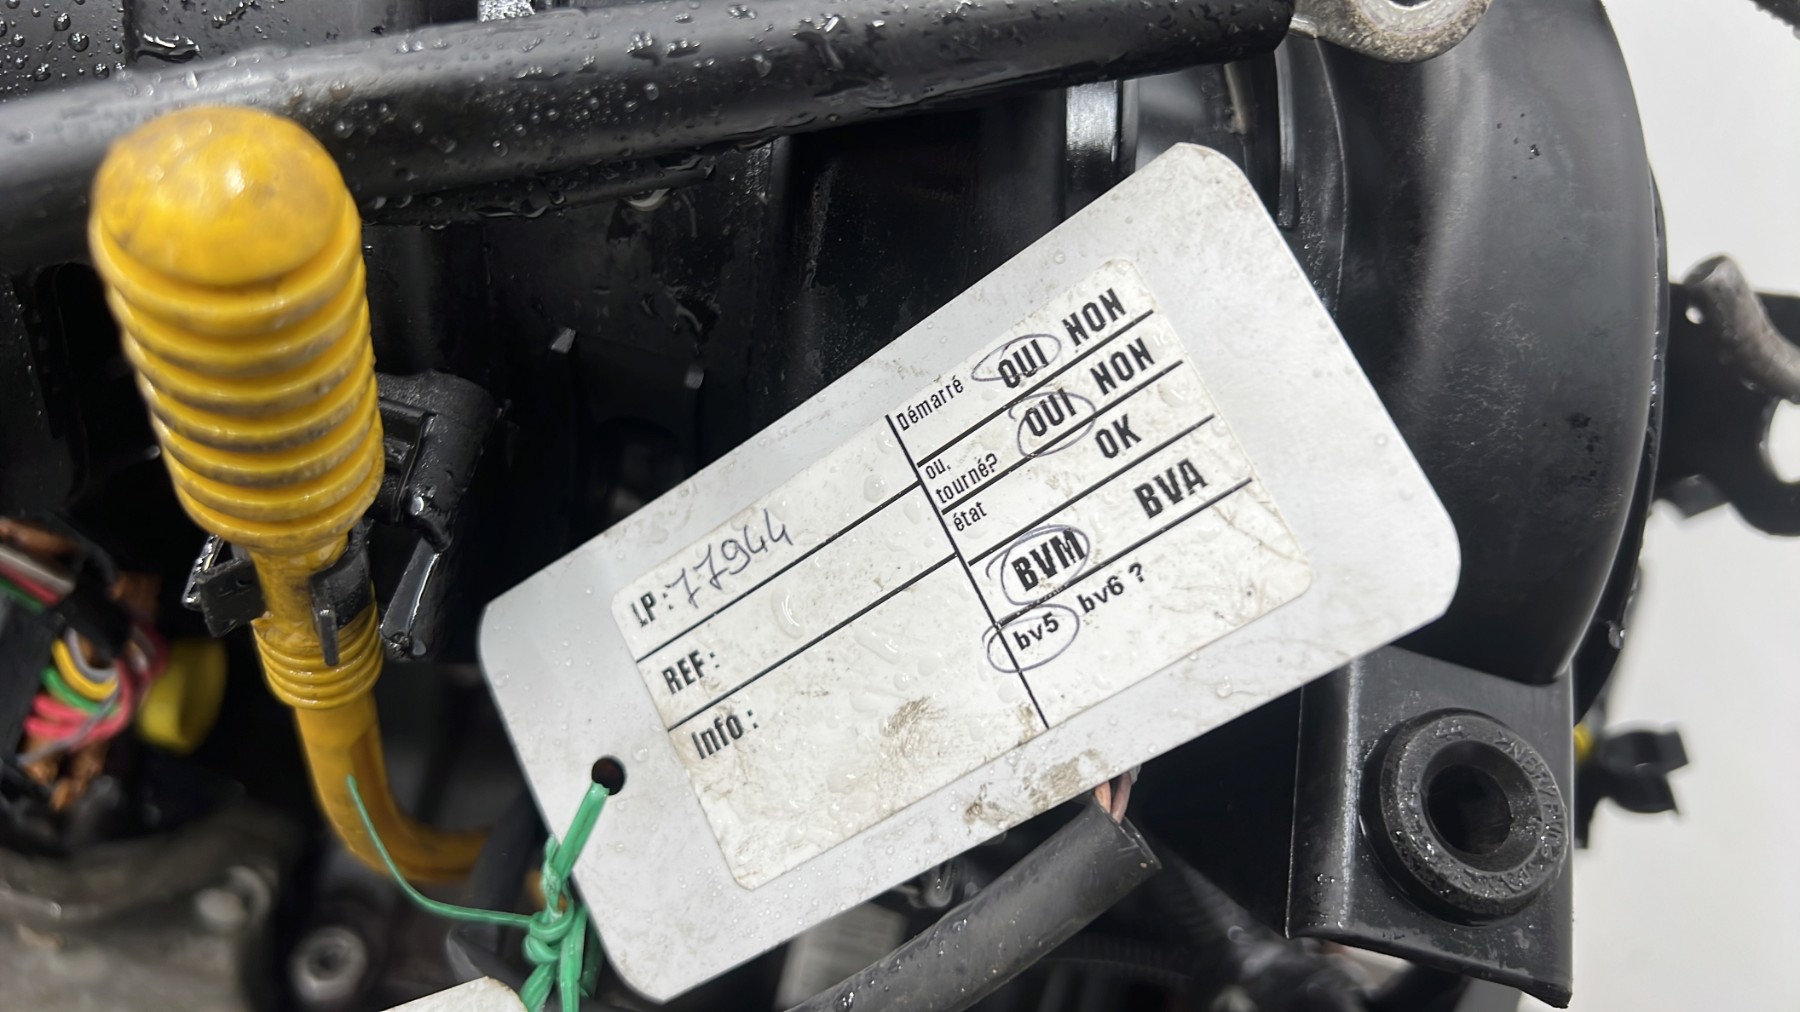 LP: 77944
REF:
Info:
Démarré OUI NON
ou,
tourné? OUI NON
état OK
BVM BVA
bv5 bv6 ?